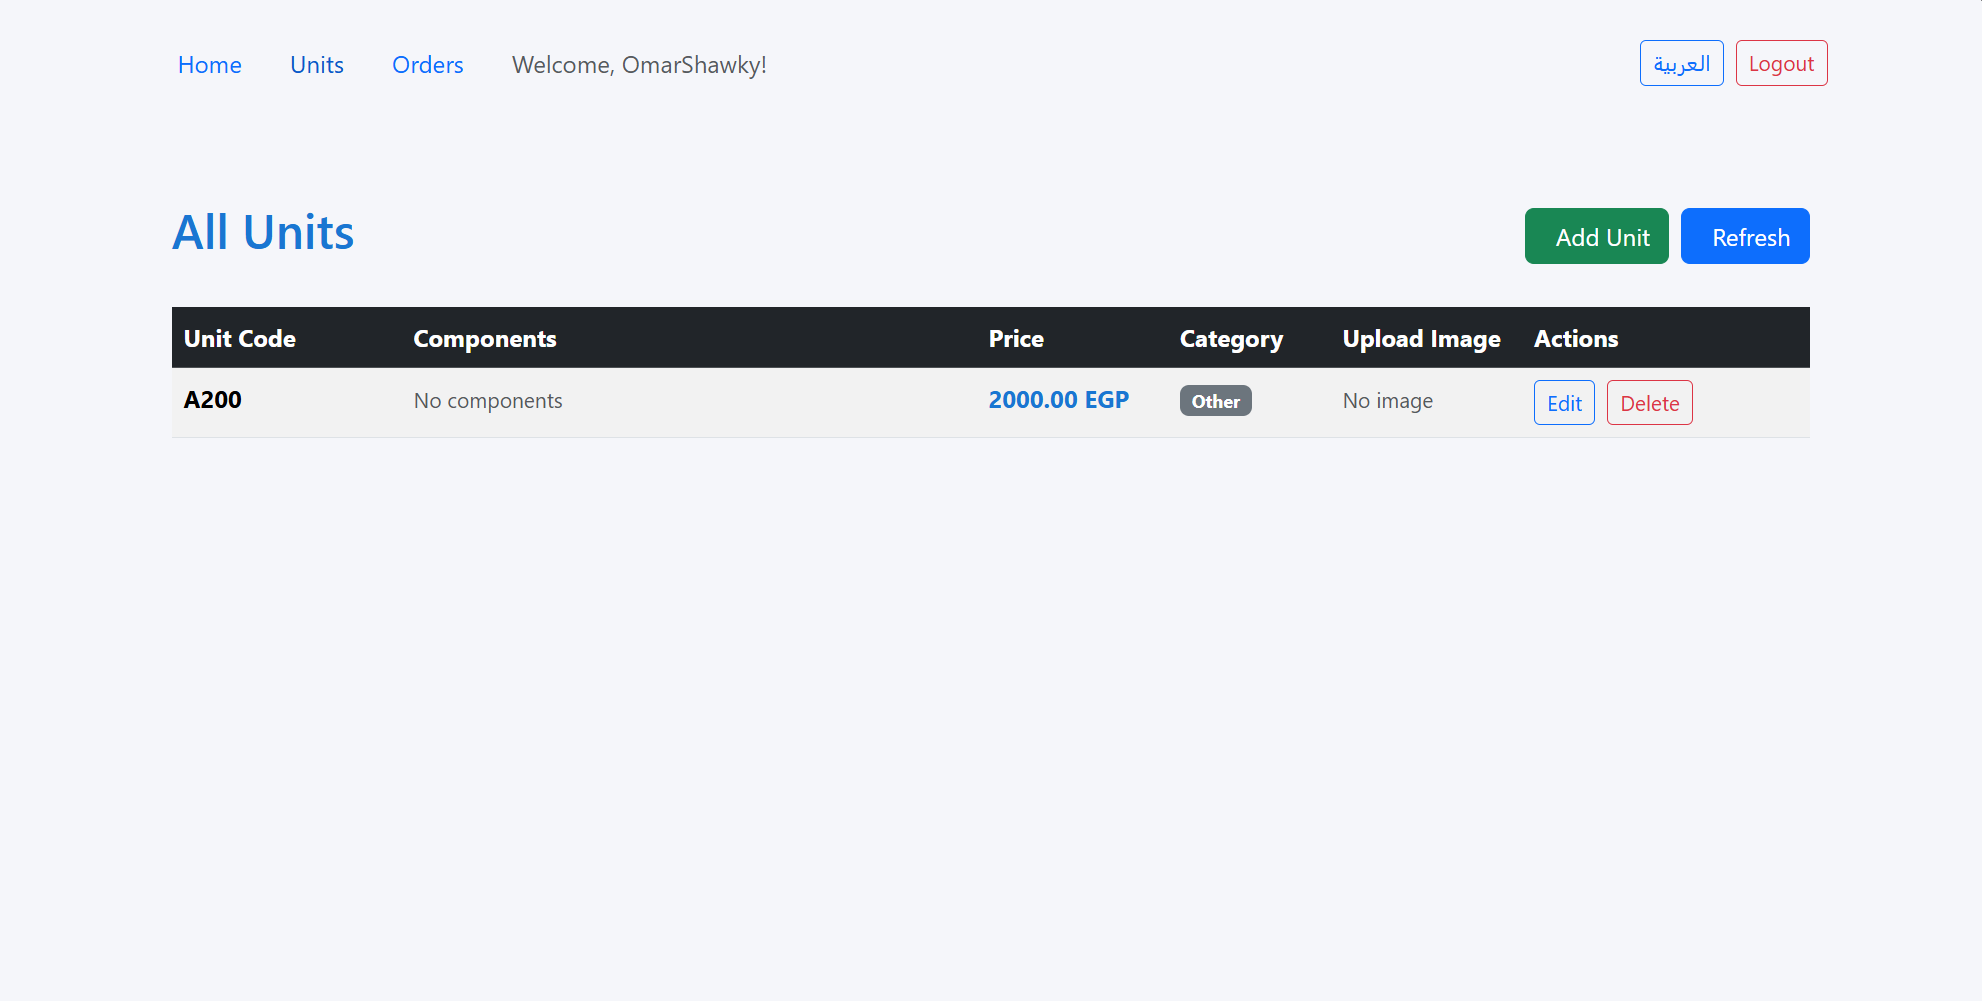 Home Units Orders Welcome, OmarShawky! العربية Logout
All Units Add Unit Refresh
Unit Code Components Price Category Upload Image Actions
A200 No components 2000.00 EGP Other No image Edit Delete